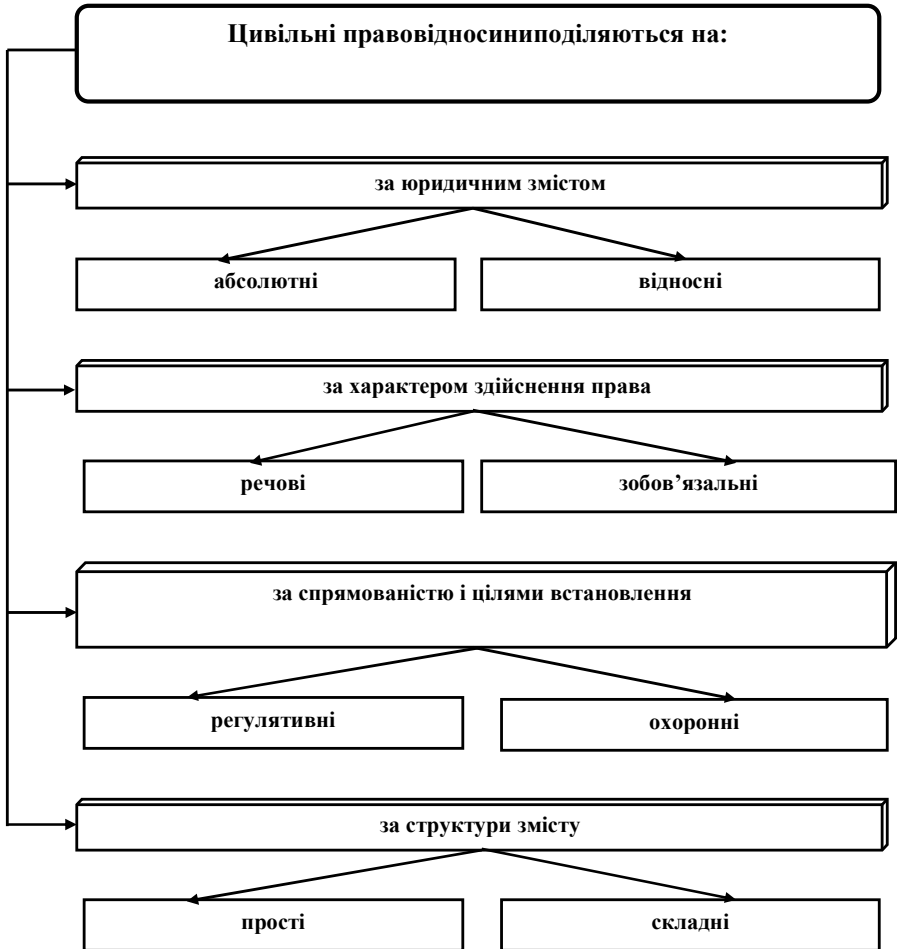 Цивільні правовідносиниподіляються на:
за юридичним змістом
абсолютні
відносні
за характером здійснення права
речові
зобов’язальні
за спрямованістю і цілями встановлення
регулятивні
охоронні
за структури змісту
прості
складні